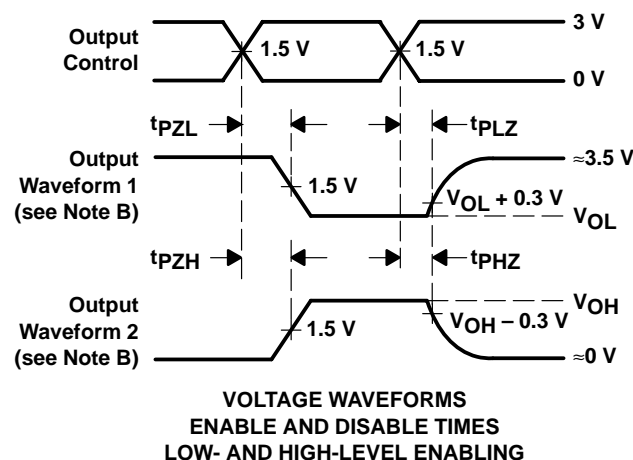 Output
Control
1.5 V
1.5 V
3 V
0 V
tPZL
tPLZ
Output
Waveform 1
(see Note B)
1.5 V
VOL + 0.3 V
≈3.5 V
VOL
tPZH
tPHZ
Output
Waveform 2
(see Note B)
1.5 V
VOH – 0.3 V
VOH
≈0 V
VOLTAGE WAVEFORMS
ENABLE AND DISABLE TIMES
LOW- AND HIGH-LEVEL ENABLING